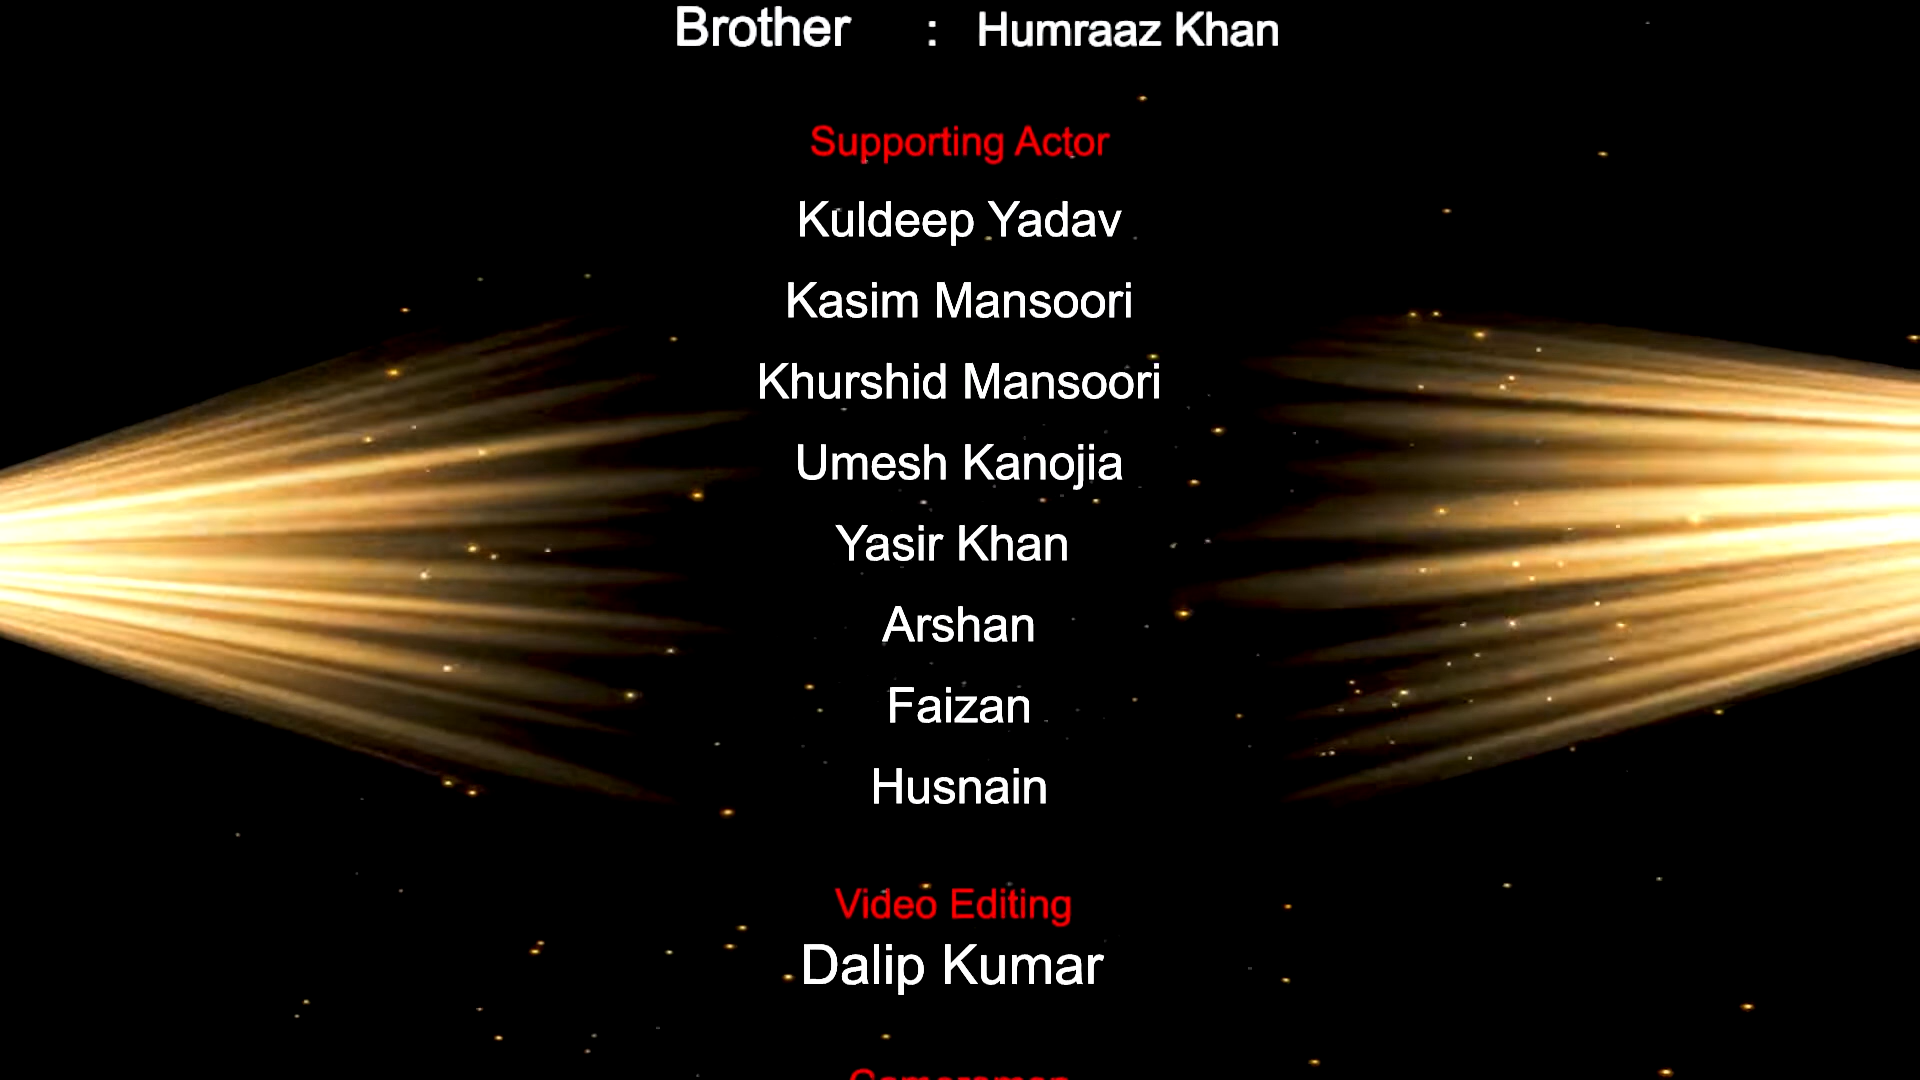 Brother : Humraaz Khan
Supporting Actor
Kuldeep Yadav
Kasim Mansoori
Khurshid Mansoori
Umesh Kanojia
Yasir Khan
Arshan
Faizan
Husnain
Video Editing
Dalip Kumar